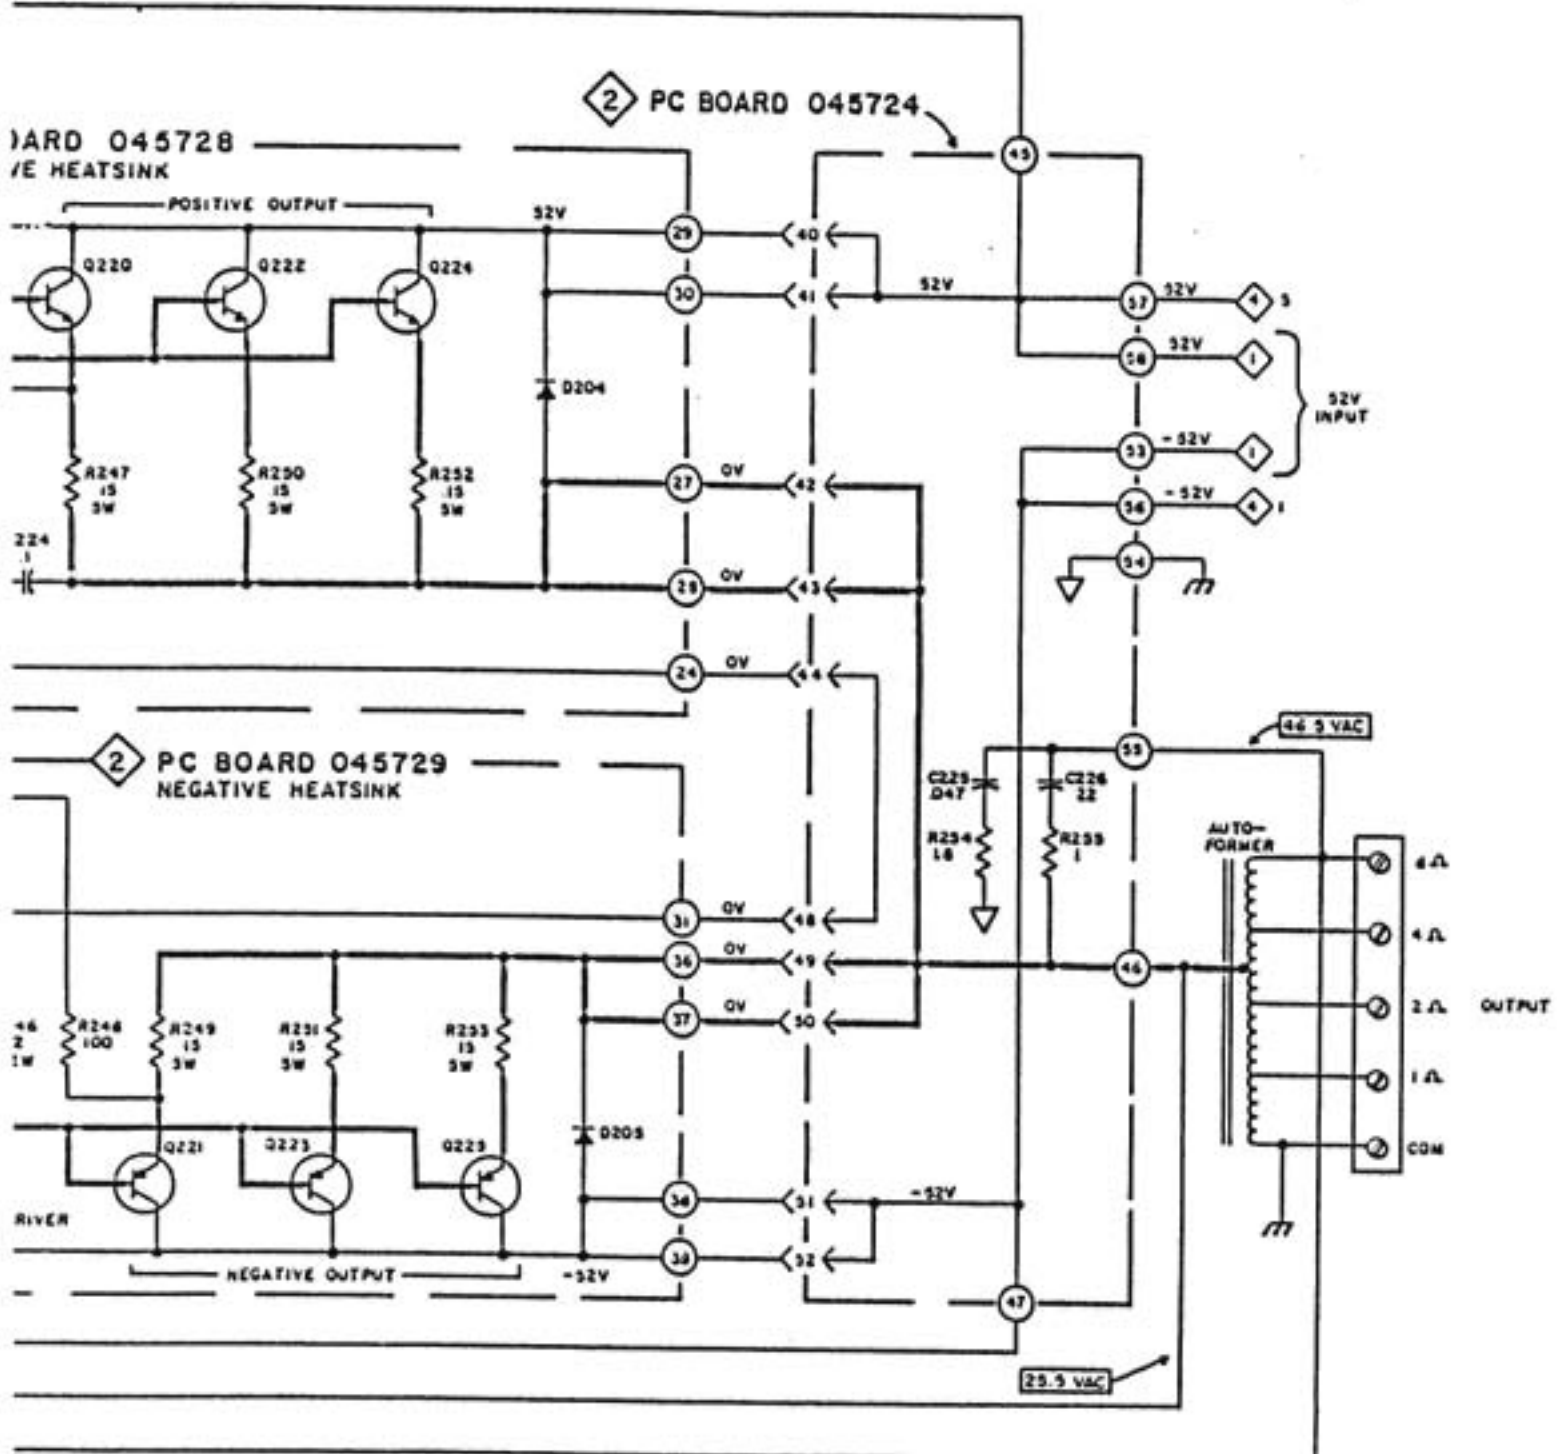 2 PC BOARD 045724
ARD 045728
VE HEATSINK
POSITIVE OUTPUT
52V
45
29
40
Q220
Q222
Q224
30
41
52V
57
52V
4
5
58
52V
1
52V
INPUT
D204
53
-52V
1
R247
.15
5W
R250
.15
5W
R252
.15
5W
27
0V
42
56
-52V
4
1
224
.1
54
0V
43
24
0V
44
2 PC BOARD 045729
NEGATIVE HEATSINK
55
46.5 VAC
C225
.047
C226
.22
R254
R255
1
AUTO-
FORMER
31
0V
48
36
0V
49
46
4Ω
37
0V
50
2Ω
OUTPUT
46
2
R248
100
R249
.15
5W
R251
.15
5W
R253
.15
5W
1Ω
D205
Q221
Q223
Q225
COM
51
-52V
RIVER
52
NEGATIVE OUTPUT
-52V
47
25.5 VAC